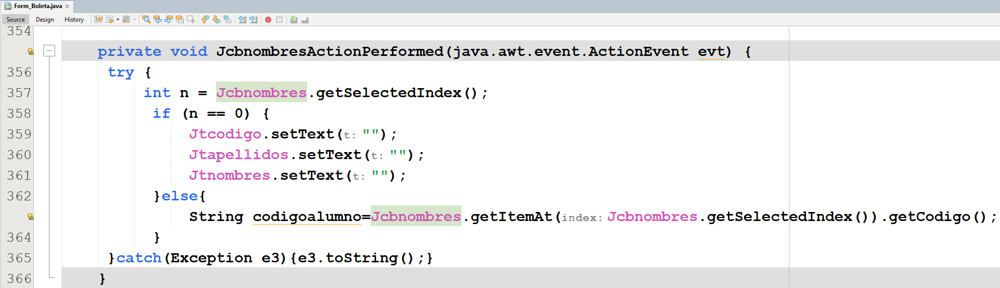 Form_Boleta.java ×
Source Design History
354
private void JcbnombresActionPerformed(java.awt.event.ActionEvent evt) {
356 try {
357 int n = Jcbnombres.getSelectedIndex();
358 if (n == 0) {
359 Jtcodigo.setText(t: "");
360 Jtapellidos.setText(t: "");
361 Jtnombres.setText(t: "");
362 }else{
String codigoalumno=Jcbnombres.getItemAt(index: Jcbnombres.getSelectedIndex()).getCodigo();
364 }
365 }catch(Exception e3){e3.toString();}
366 }